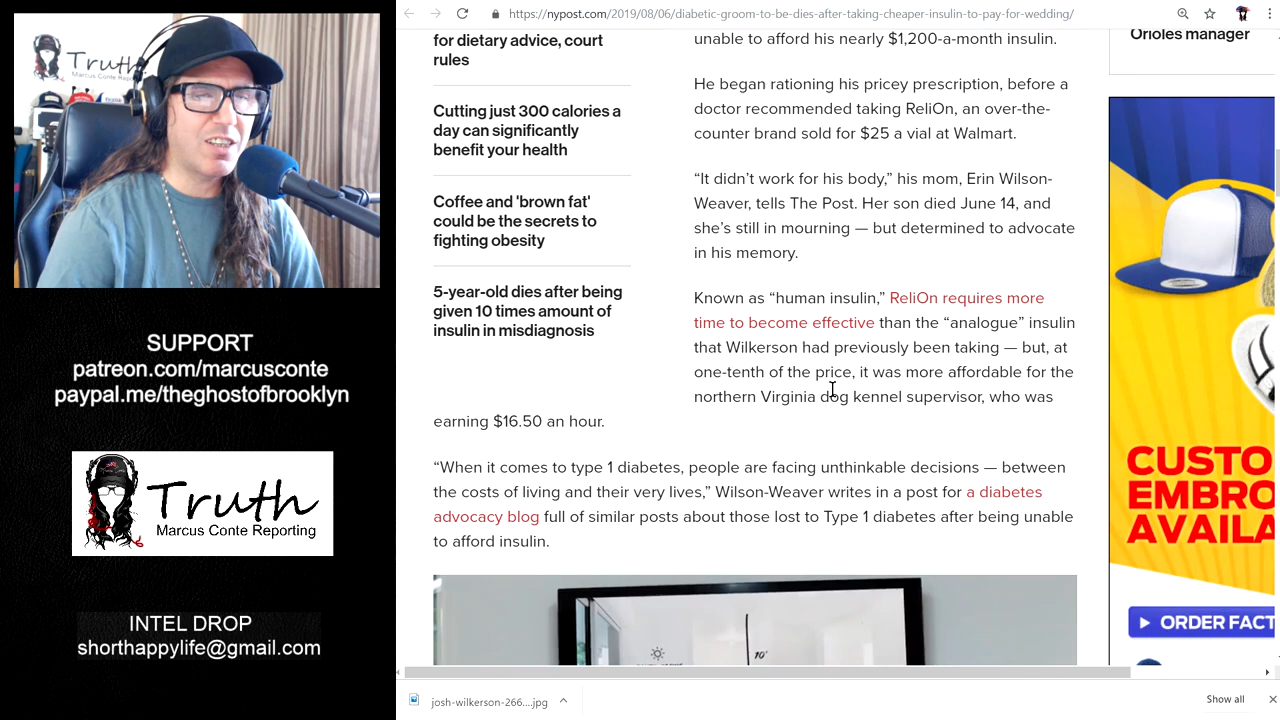 https://nypost.com/2019/08/06/diabetic-groom-to-be-dies-after-taking-cheaper-insulin-to-pay-for-wedding/
Truth
Marcus Conte Reporting
SUPPORT
patreon.com/marcusconte
paypal.me/theghostofbrooklyn
Truth
Marcus Conte Reporting
INTEL DROP
shorthappylife@gmail.com
for dietary advice, court
rules
Cutting just 300 calories a
day can significantly
benefit your health
Coffee and 'brown fat'
could be the secrets to
fighting obesity
5-year-old dies after being
given 10 times amount of
insulin in misdiagnosis
unable to afford his nearly $1,200-a-month insulin.
He began rationing his pricey prescription, before a
doctor recommended taking ReliOn, an over-the-
counter brand sold for $25 a vial at Walmart.
“It didn’t work for his body,” his mom, Erin Wilson-
Weaver, tells The Post. Her son died June 14, and
she’s still in mourning — but determined to advocate
in his memory.
Known as “human insulin,” ReliOn requires more
time to become effective than the “analogue” insulin
that Wilkerson had previously been taking — but, at
one-tenth of the price, it was more affordable for the
northern Virginia dog kennel supervisor, who was
earning $16.50 an hour.
“When it comes to type 1 diabetes, people are facing unthinkable decisions — between
the costs of living and their very lives,” Wilson-Weaver writes in a post for a diabetes
advocacy blog full of similar posts about those lost to Type 1 diabetes after being unable
to afford insulin.
10°
Orioles manager
CUSTO
EMBRO
AVAILA
ORDER FACT
josh-wilkerson-266....jpg
Show all